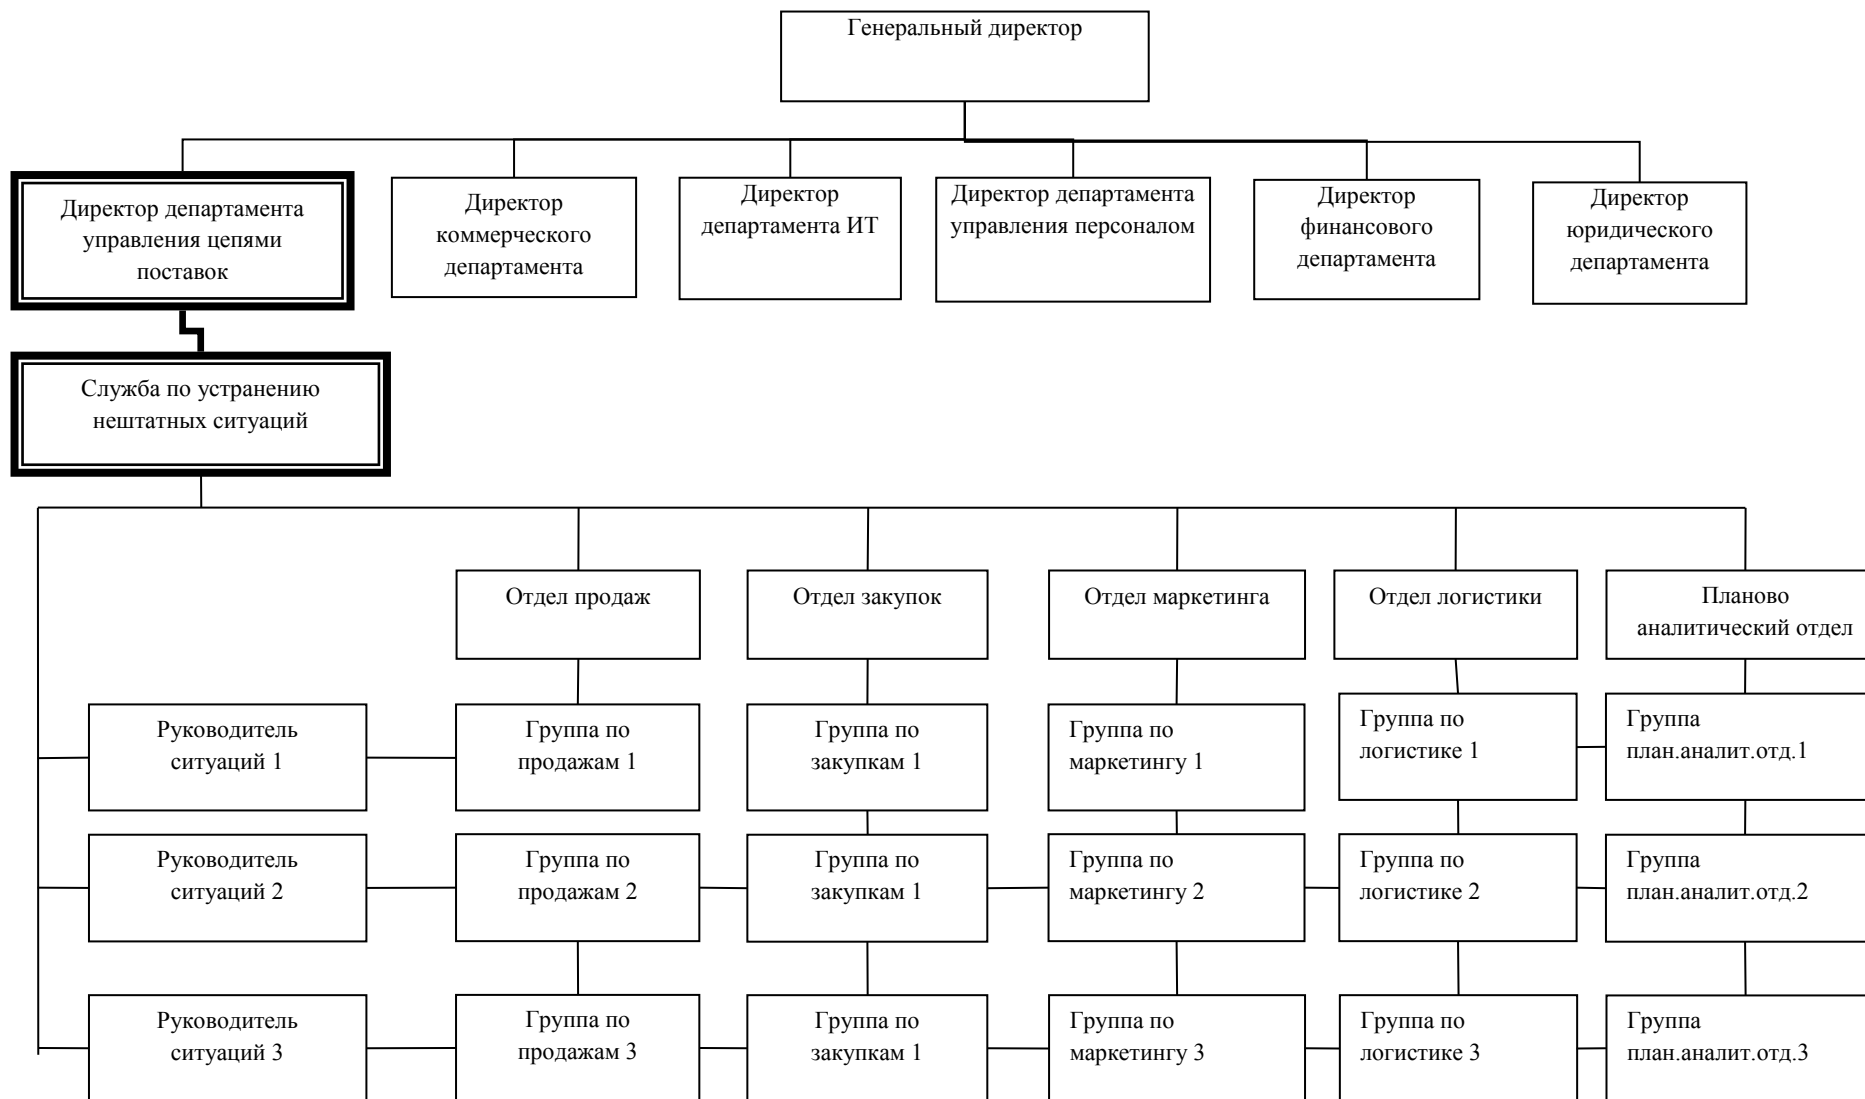 Генеральный директор
Директор департамента
управления цепями
поставок
Директор
коммерческого
департамента
Директор
департамента ИТ
Директор департамента
управления персоналом
Директор
финансового
департамента
Директор
юридического
департамента
Служба по устранению
нештатных ситуаций
Отдел продаж
Отдел закупок
Отдел маркетинга
Отдел логистики
Планово
аналитический отдел
Руководитель
ситуаций 1
Группа по
продажам 1
Группа по
закупкам 1
Группа по
маркетингу 1
Группа по
логистике 1
Группа
план.аналит.отд.1
Руководитель
ситуаций 2
Группа по
продажам 2
Группа по
закупкам 1
Группа по
маркетингу 2
Группа по
логистике 2
Группа
план.аналит.отд.2
Руководитель
ситуаций 3
Группа по
продажам 3
Группа по
закупкам 1
Группа по
маркетингу 3
Группа по
логистике 3
Группа
план.аналит.отд.3